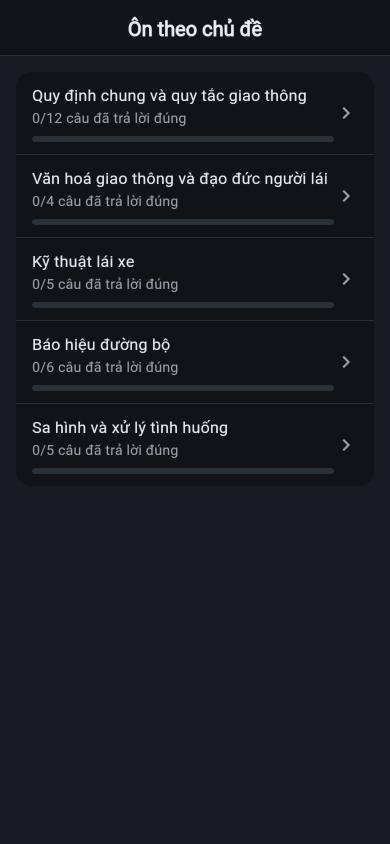 Ôn theo chủ đề
Quy định chung và quy tắc giao thông
0/12 câu đã trả lời đúng
Văn hoá giao thông và đạo đức người lái
0/4 câu đã trả lời đúng
Kỹ thuật lái xe
0/5 câu đã trả lời đúng
Báo hiệu đường bộ
0/6 câu đã trả lời đúng
Sa hình và xử lý tình huống
0/5 câu đã trả lời đúng